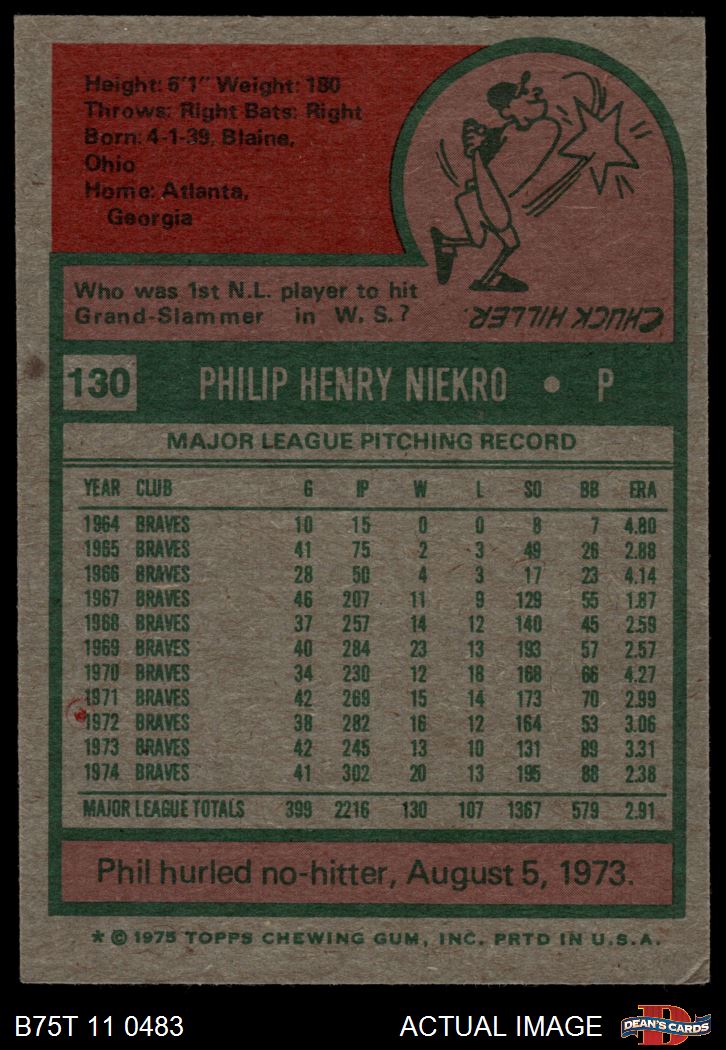 Height: 6'1" Weight: 180
Throws: Right Bats: Right
Born: 4-1-39, Blaine,
Ohio
Home: Atlanta,
Georgia
Who was 1st N.L. player to hit
Grand-Slammer in W. S. ?
CHUCK HILLER.
130 PHILIP HENRY NIEKRO • P
MAJOR LEAGUE PITCHING RECORD
YEAR CLUB G IP W L SO BB ERA
1964 BRAVES 10 15 0 0 8 7 4.80
1965 BRAVES 41 75 2 3 49 26 2.88
1966 BRAVES 28 50 4 3 17 23 4.14
1967 BRAVES 46 207 11 9 129 55 1.87
1968 BRAVES 37 257 14 12 140 45 2.59
1969 BRAVES 40 284 23 13 193 57 2.57
1970 BRAVES 34 230 12 18 168 66 4.27
1971 BRAVES 42 269 15 14 173 70 2.99
1972 BRAVES 38 282 16 12 164 53 3.06
1973 BRAVES 42 245 13 10 131 89 3.31
1974 BRAVES 41 302 20 13 195 88 2.38
MAJOR LEAGUE TOTALS 399 2216 130 107 1367 579 2.91
Phil hurled no-hitter, August 5, 1973.
* © 1975 TOPPS CHEWING GUM, INC. PRTD IN U.S.A.
B75T 11 0483 ACTUAL IMAGE
D
DEAN'S CARDS